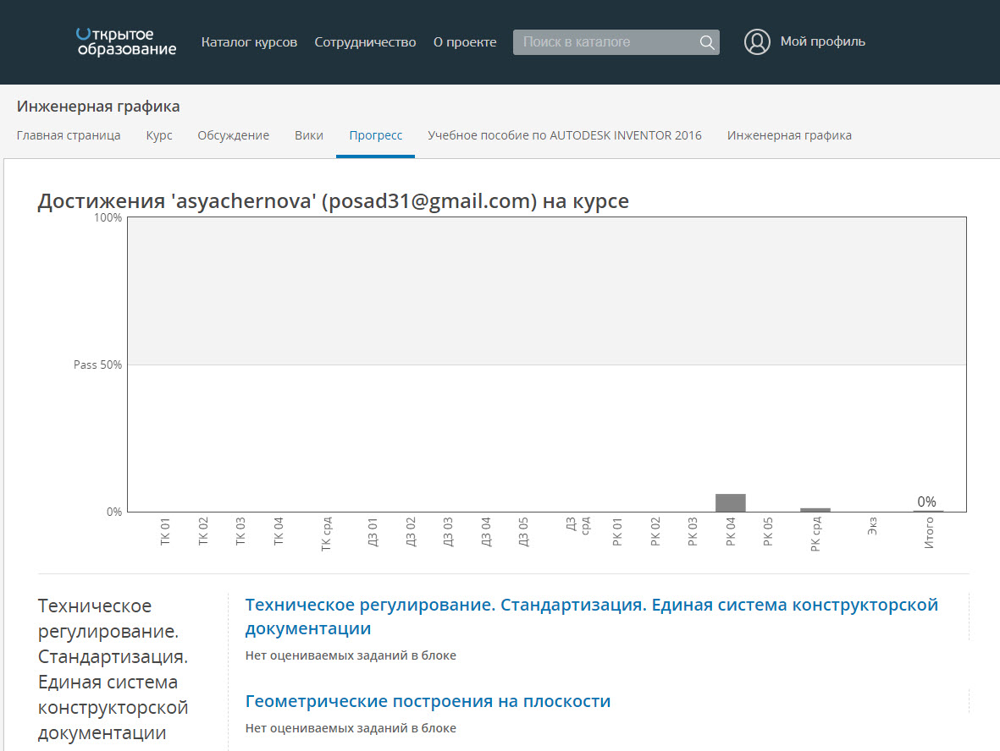 Открытое образование
Каталог курсов Сотрудничество О проекте Поиск в каталоге Мой профиль
Инженерная графика
Главная страница Курс Обсуждение Вики Прогресс Учебное пособие по AUTODESK INVENTOR 2016 Инженерная графика
Достижения 'asyachernova' (posad31@gmail.com) на курсе
100%
Pass 50%
0%
0%
ТК 01 ТК 02 ТК 03 ТК 04 ТК срд ДЗ 01 ДЗ 02 ДЗ 03 ДЗ 04 ДЗ 05 ДЗ срд РК 01 РК 02 РК 03 РК 04 РК 05 РК срд Экз Итого
Техническое
регулирование.
Стандартизация.
Единая система
конструкторской
документации
Техническое регулирование. Стандартизация. Единая система конструкторской
документации
Нет оцениваемых заданий в блоке
Геометрические построения на плоскости
Нет оцениваемых заданий в блоке